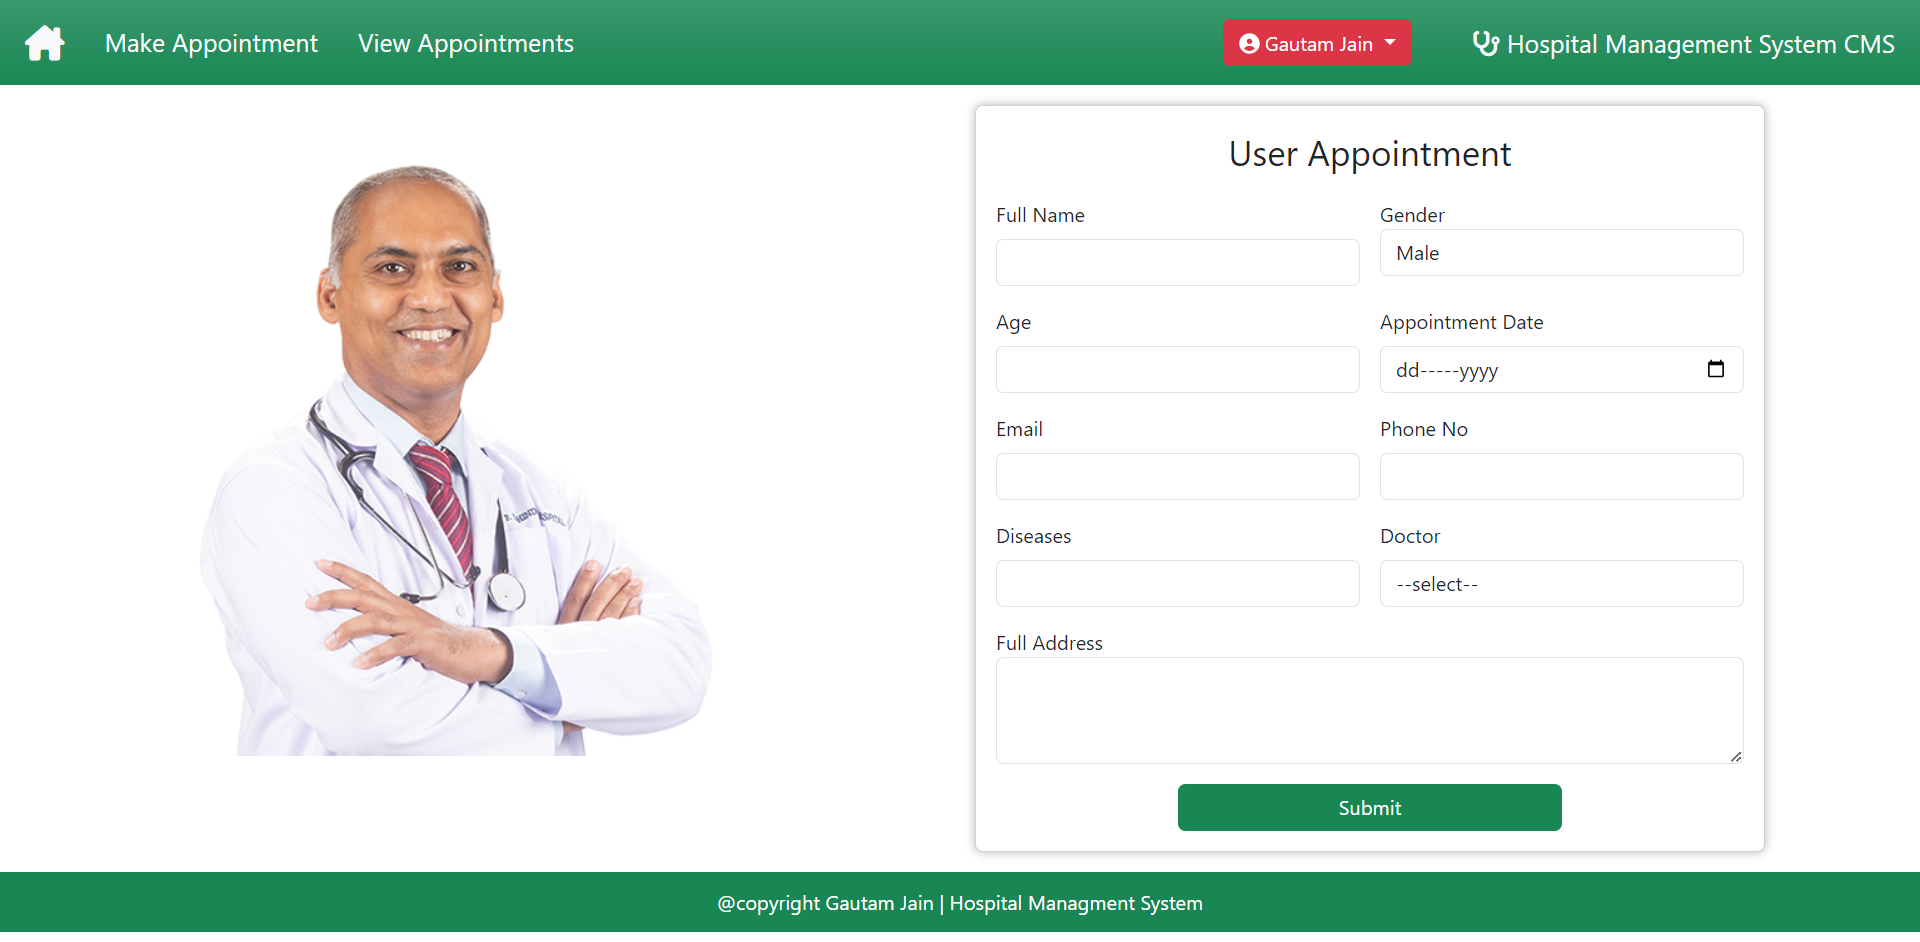 Make Appointment
View Appointments
Gautam Jain
Hospital Management System CMS
User Appointment
Full Name
Gender
Male
Age
Appointment Date
dd-----yyyy
Email
Phone No
Diseases
Doctor
--select--
Full Address
Submit
@copyright Gautam Jain | Hospital Managment System